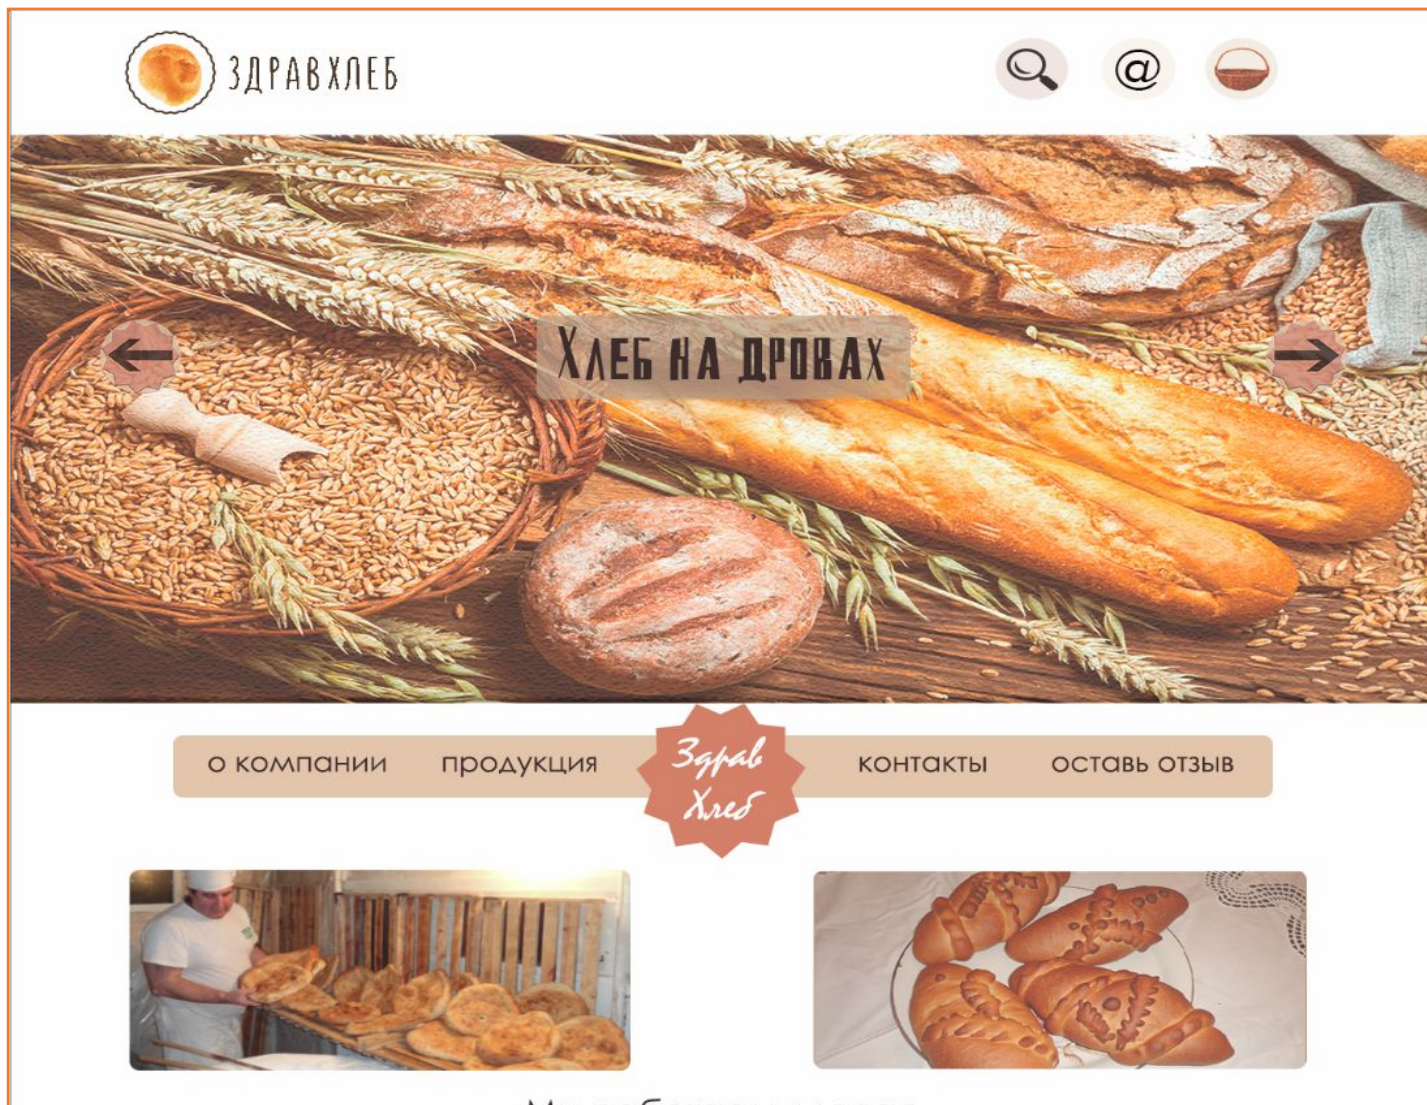 ЗДРАВХЛЕБ
@
ХЛЕБ НА ДРОВАХ
о компании
продукция
Здрав
Хлеб
контакты
оставь отзыв